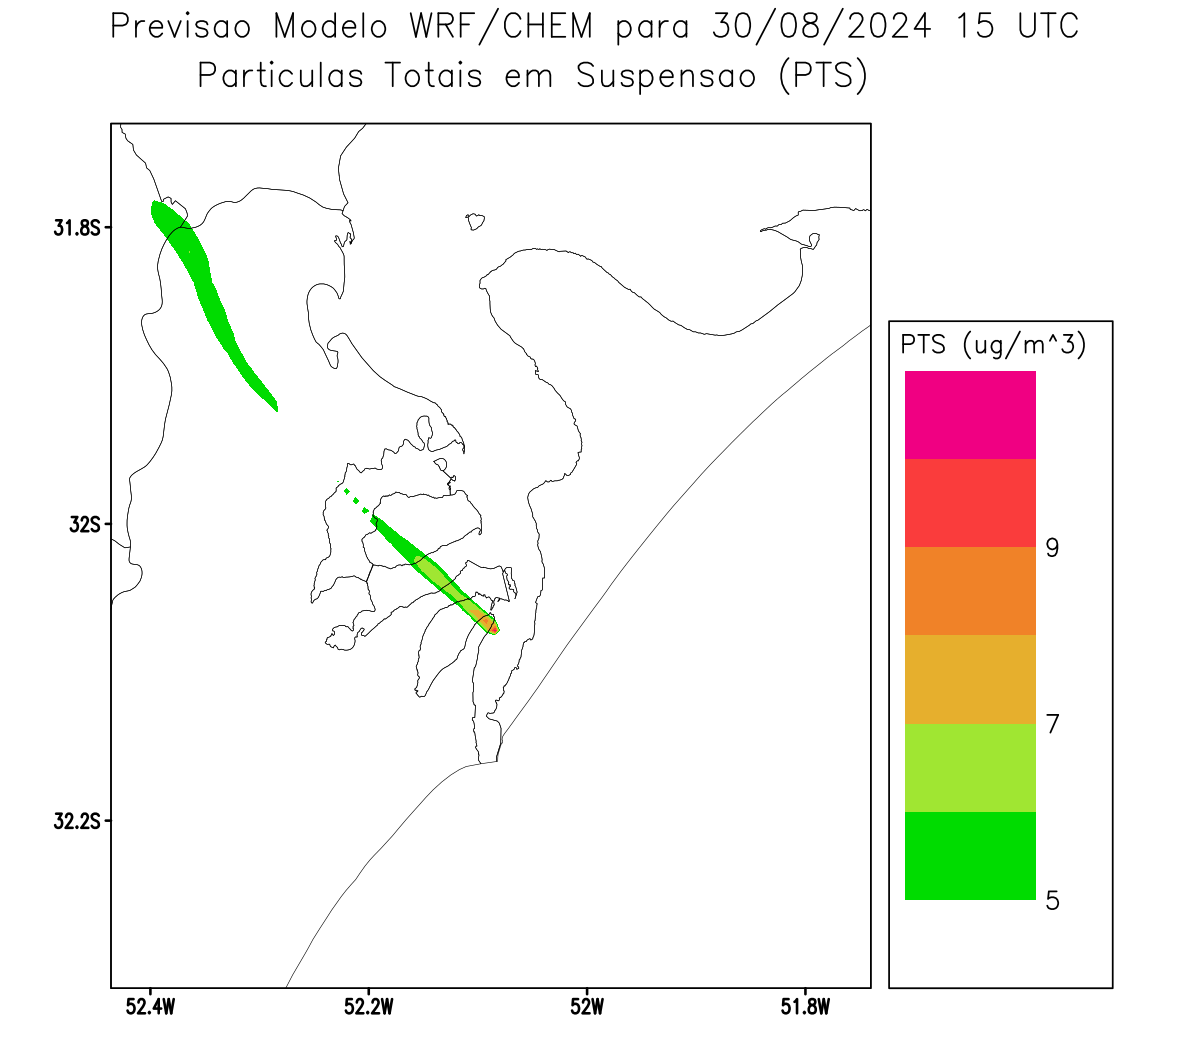 Previsao Modelo WRF/CHEM para 30/08/2024 15 UTC
Particulas Totais em Suspensao (PTS)
31.8S
32S
32.2S
52.4W
52.2W
52W
51.8W
PTS (ug/m^3)
9
7
5